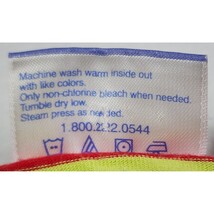 Machine wash warm inside out
with like colors.
Only non-chlorine bleach when needed.
Tumble dry low.
Steam press as needed.
1.800.222.0544